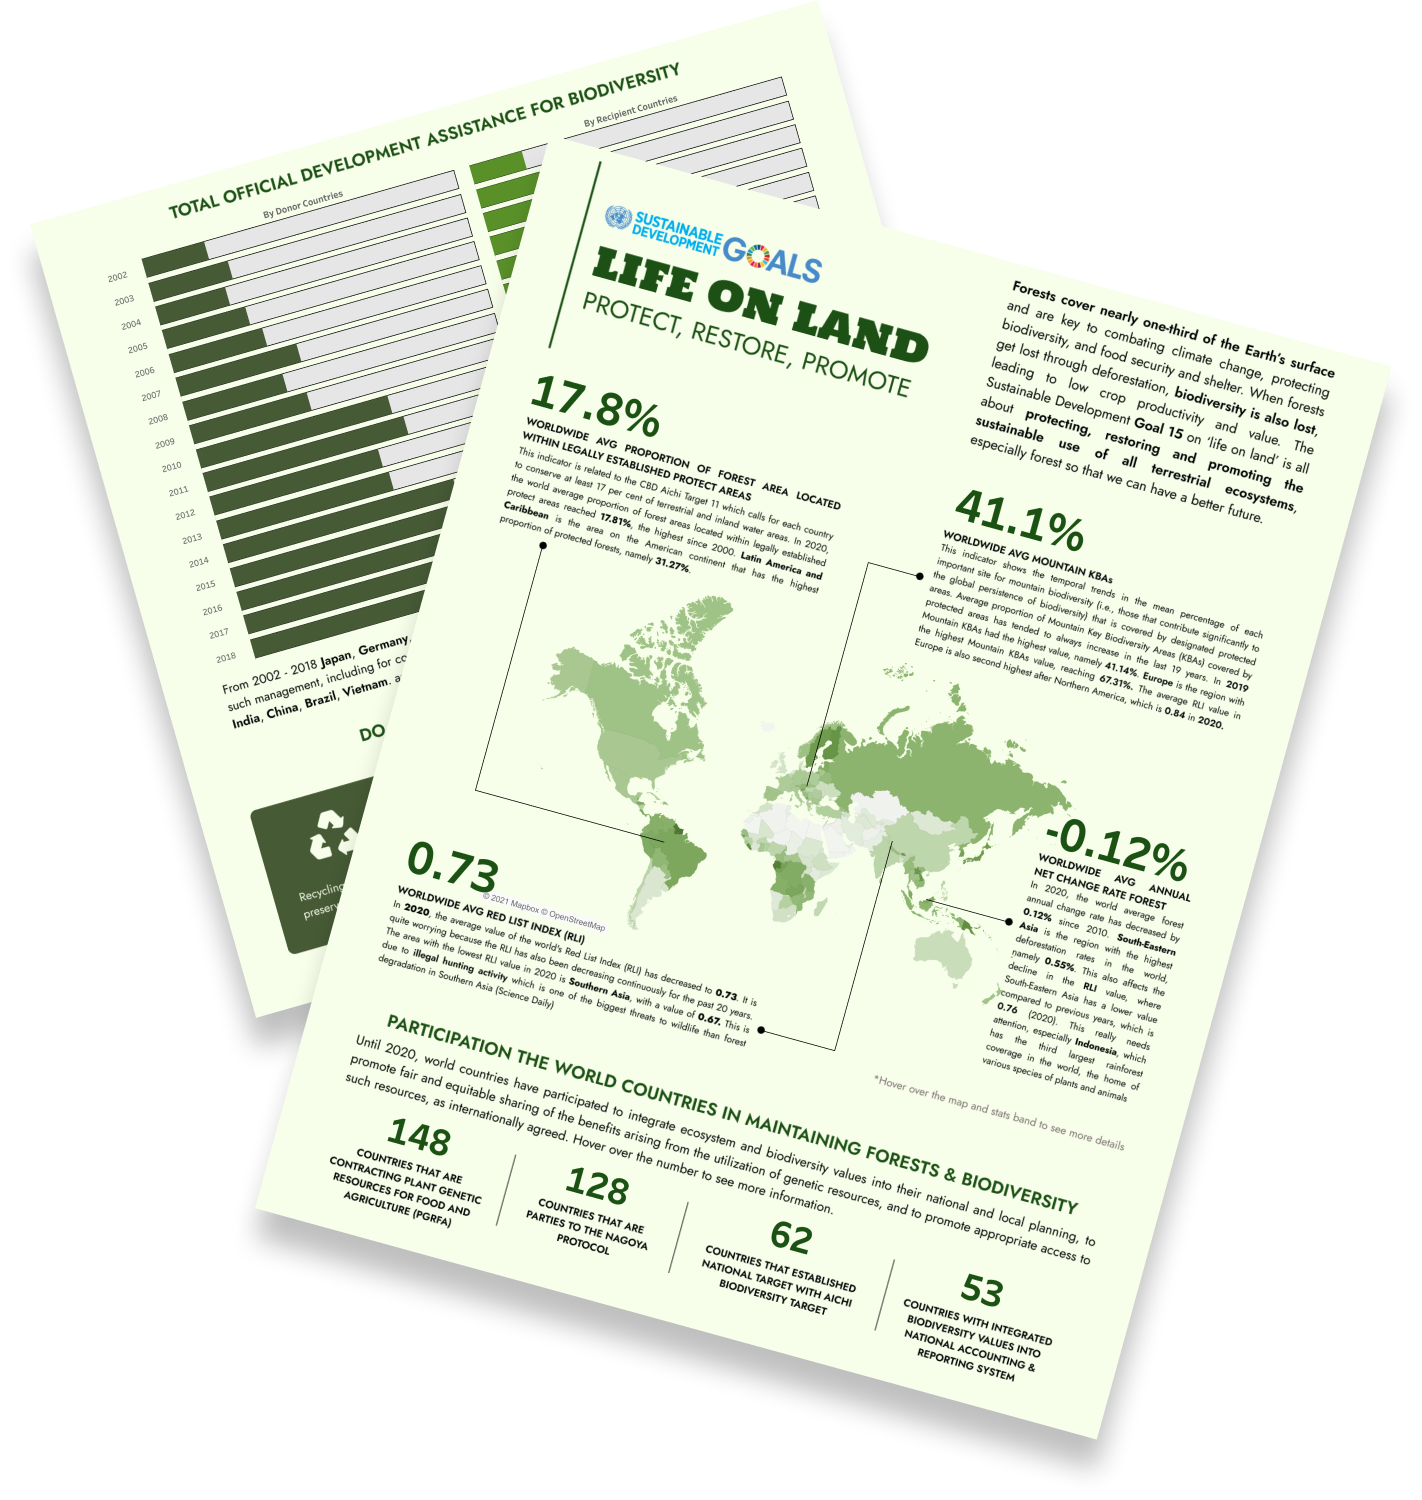 TOTAL OFFICIAL DEVELOPMENT ASSISTANCE FOR BIODIVERSITY
By Donor Countries
By Recipient Countries
2002
2003
2004
2005
2006
2007
2008
2009
2010
2011
2012
2013
2014
2015
2016
2017
2018
From 2002 - 2018 Japan, Germany,
such management, including for co
India, China, Brazil, Vietnam. a
DO
Recycling
preserv
SUSTAINABLE
DEVELOPMENT
GOALS
LIFE ON LAND
PROTECT, RESTORE, PROMOTE
Forests cover nearly one-third of the Earth's surface
and are key to combating climate change, protecting
biodiversity, and food security and shelter. When forests
get lost through deforestation, biodiversity is also lost,
leading to low crop productivity and value. The
Sustainable Development Goal 15 on 'life on land' is all
about protecting, restoring and promoting the
sustainable use of all terrestrial ecosystems,
especially forest so that we can have a better future.
17.8%
WORLDWIDE AVG PROPORTION OF FOREST AREA LOCATED
WITHIN LEGALLY ESTABLISHED PROTECT AREAS
This indicator is related to the CBD Aichi Target 11 which calls for each country
to conserve at least 17 per cent of terrestrial and inland water areas. In 2020,
the world average proportion of forest areas located within legally established
protect areas reached 17.81%, the highest since 2000. Latin America and
Caribbean is the area on the American continent that has the highest
proportion of protected forests, namely 31.27%.
41.1%
WORLDWIDE AVG MOUNTAIN KBAs
This indicator shows the temporal trends in the mean percentage of each
important site for mountain biodiversity (i.e., those that contribute significantly to
the global persistence of biodiversity) that is covered by designated protected
areas. Average proportion of Mountain Key Biodiversity Areas (KBAs) covered by
protected areas has tended to always increase in the last 19 years. In 2019
Mountain KBAs had the highest value, namely 41.14%. Europe is the region with
the highest Mountain KBAs value, reaching 67.31%. The average RLI value in
Europe is also second highest after Northern America, which is 0.84 in 2020.
0.73
© 2021 Mapbox © OpenStreetMap
WORLDWIDE AVG RED LIST INDEX (RLI)
In 2020, the average value of the world's Red List Index (RLI) has decreased to 0.73. It is
quite worrying because the RLI has also been decreasing continuously for the past 20 years.
The area with the lowest RLI value in 2020 is Southern Asia, with a value of 0.67. This is
due to illegal hunting activity which is one of the biggest threats to wildlife than forest
degradation in Southern Asia (Science Daily)
-0.12%
WORLDWIDE AVG ANNUAL
NET CHANGE RATE FOREST
In 2020, the world average forest
annual change rate has decreased by
0.12% since 2010. South-Eastern
Asia is the region with the highest
deforestation rates in the world,
namely 0.55%. This also affects the
decline in the RLI value, where
South-Eastern Asia has a lower value
compared to previous years, which is
0.76 (2020). This really needs
attention, especially Indonesia, which
has the third largest rainforest
coverage in the world, the home of
various species of plants and animals
*Hover over the map and stats band to see more details
PARTICIPATION THE WORLD COUNTRIES IN MAINTAINING FORESTS & BIODIVERSITY
Until 2020, world countries have participated to integrate ecosystem and biodiversity values into their national and local planning, to
promote fair and equitable sharing of the benefits arising from the utilization of genetic resources, and to promote appropriate access to
such resources, as internationally agreed. Hover over the number to see more information.
148
COUNTRIES THAT ARE
CONTRACTING PLANT GENETIC
RESOURCES FOR FOOD AND
AGRICULTURE (PGRFA)
128
COUNTRIES THAT ARE
PARTIES TO THE NAGOYA
PROTOCOL
62
COUNTRIES THAT ESTABLISHED
NATIONAL TARGET WITH AICHI
BIODIVERSITY TARGET
53
COUNTRIES WITH INTEGRATED
BIODIVERSITY VALUES INTO
NATIONAL ACCOUNTING &
REPORTING SYSTEM